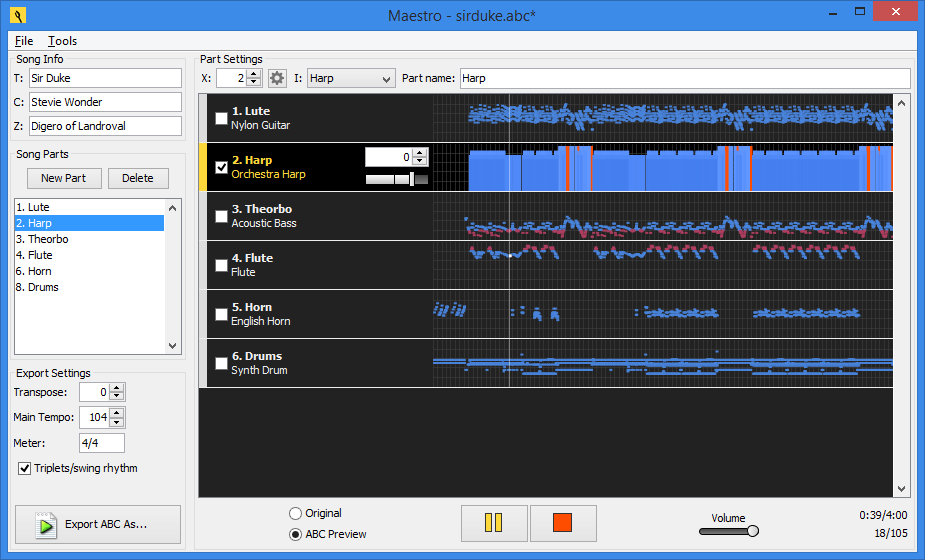 Maestro - sirduke.abc*
File Tools
Song Info
T: Sir Duke
C: Stevie Wonder
Z: Digero of Landroval
Song Parts
New Part Delete
1. Lute
2. Harp
3. Theorbo
4. Flute
6. Horn
8. Drums
Export Settings
Transpose: 0
Main Tempo: 104
Meter: 4/4
Triplets/swing rhythm
Export ABC As...
Part Settings
X: 2 I: Harp Part name: Harp
1. Lute
Nylon Guitar
2. Harp 0
Orchestra Harp
3. Theorbo
Acoustic Bass
4. Flute
Flute
5. Horn
English Horn
6. Drums
Synth Drum
Original
ABC Preview
Volume
0:39/4:00
18/105